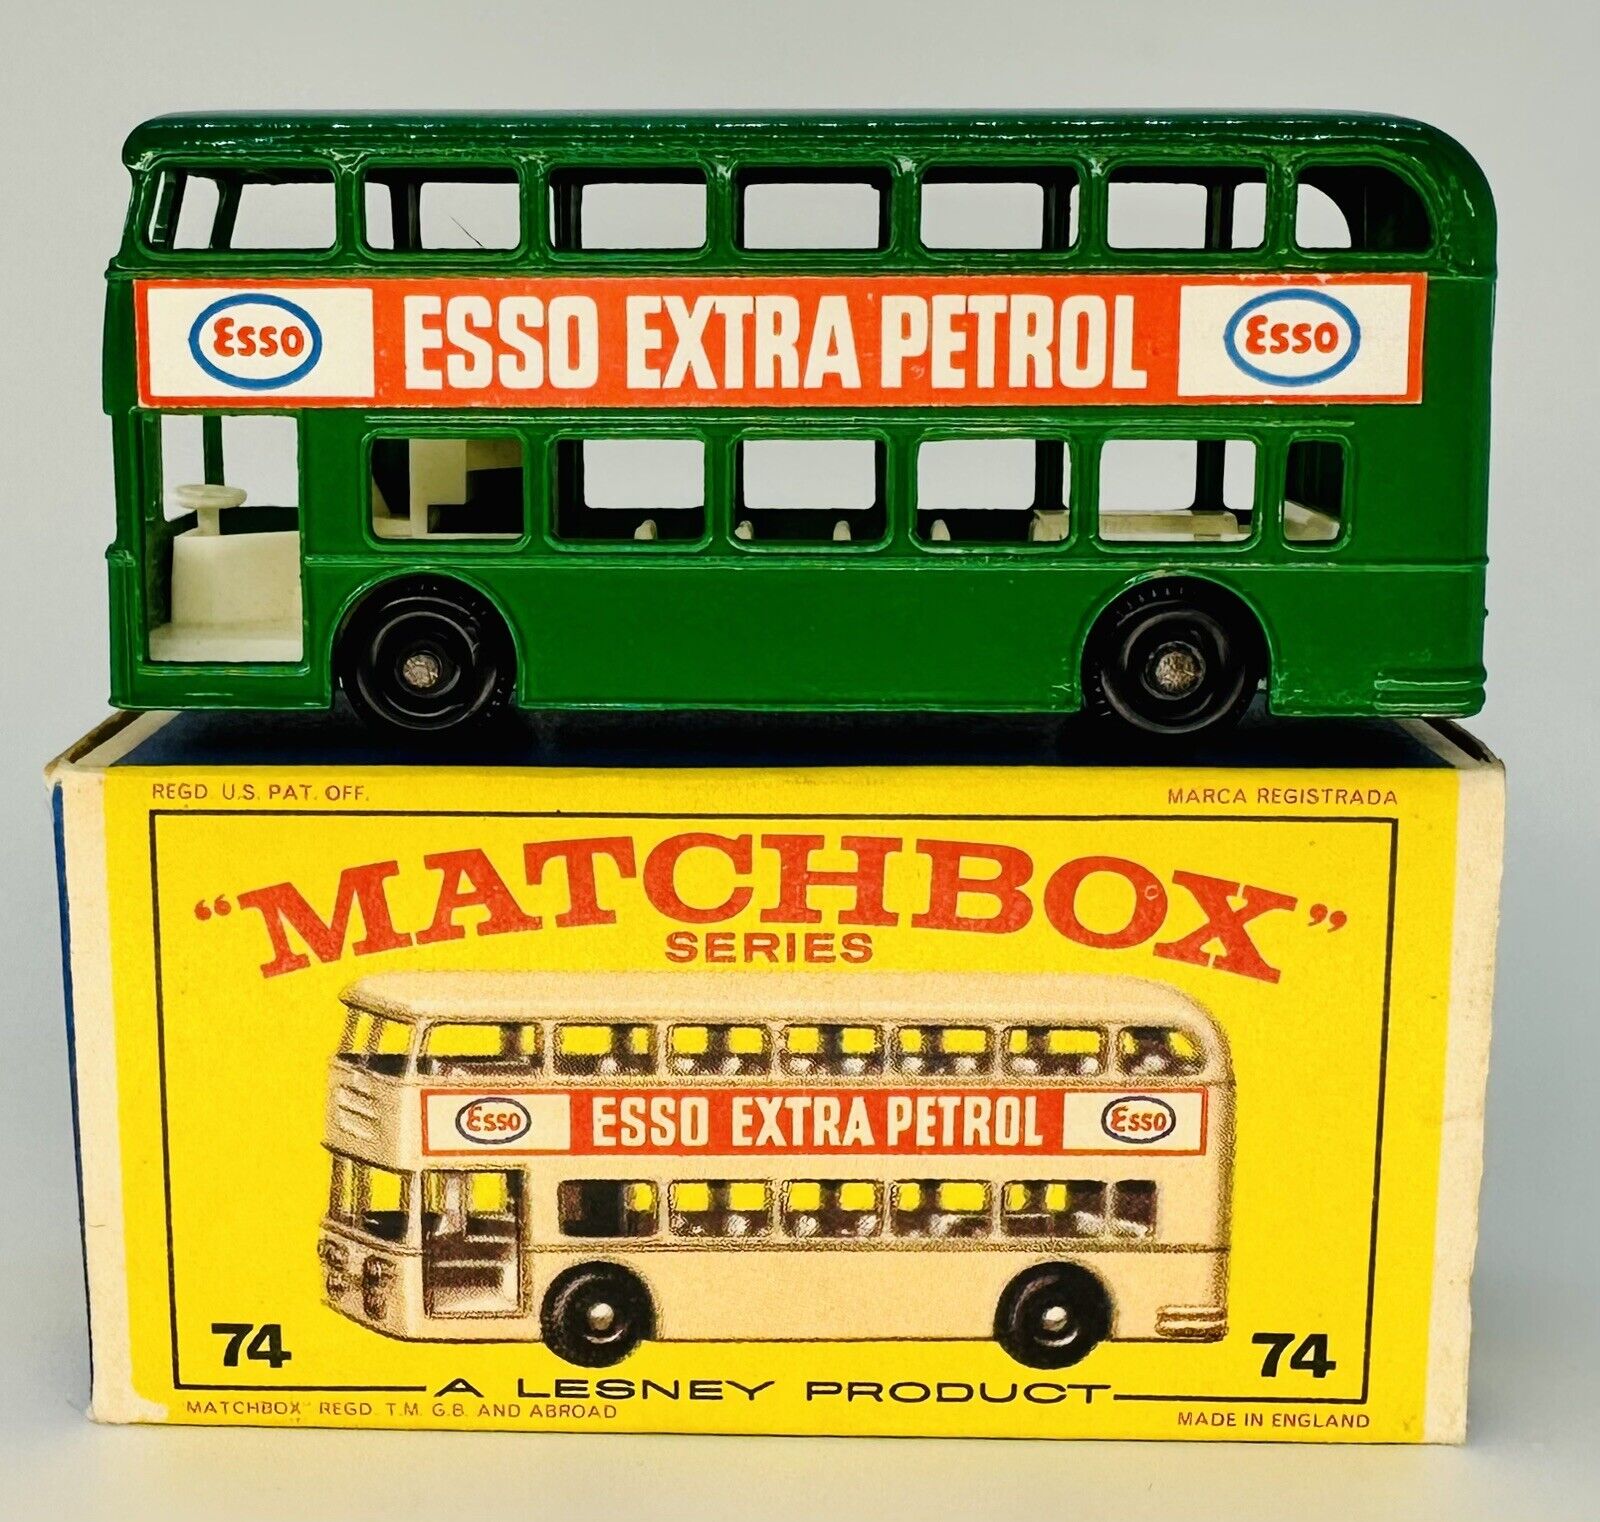 Esso ESSO EXTRA PETROL Esso
REGD. U.S. PAT. OFF. MARCA REGISTRADA
"MATCHBOX"
SERIES
Esso ESSO EXTRA PETROL Esso
74 74
A LESNEY PRODUCT
"MATCHBOX" REGD. T.M. G.B. AND ABROAD MADE IN ENGLAND